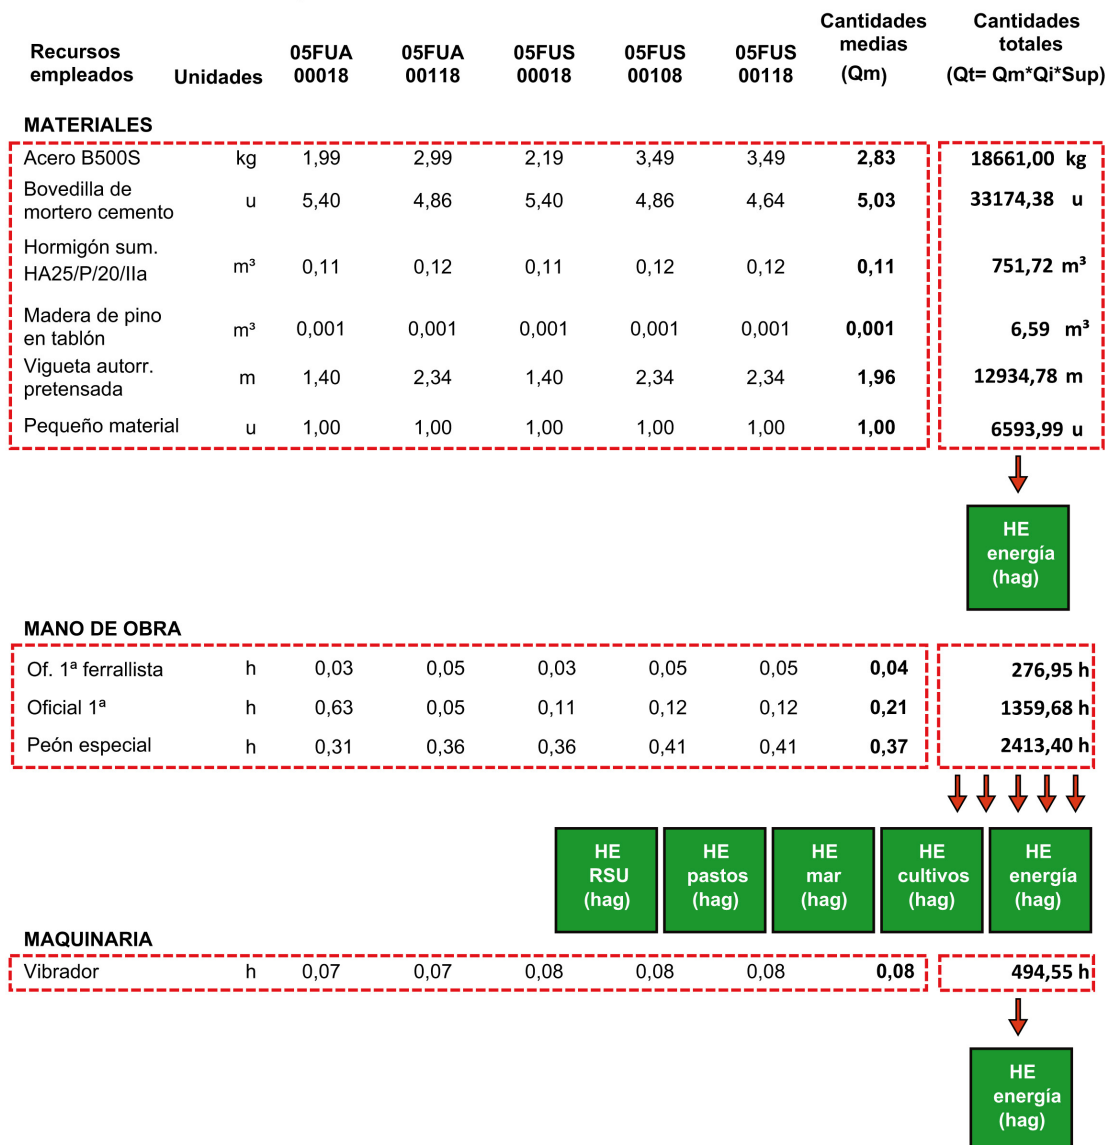 Recursos empleados Unidades 05FUA 00018 05FUA 00118 05FUS 00018 05FUS 00108 05FUS 00118 Cantidades medias (Qm) Cantidades totales (Qt= Qm*Qi*Sup)
MATERIALES
Acero B500S kg 1,99 2,99 2,19 3,49 3,49 2,83 18661,00 kg
Bovedilla de
mortero cemento u 5,40 4,86 5,40 4,86 4,64 5,03 33174,38 u
Hormigón sum.
HA25/P/20/IIa m³ 0,11 0,12 0,11 0,12 0,12 0,11 751,72 m³
Madera de pino
en tablón m³ 0,001 0,001 0,001 0,001 0,001 0,001 6,59 m³
Vigueta autorr.
pretensada m 1,40 2,34 1,40 2,34 2,34 1,96 12934,78 m
Pequeño material u 1,00 1,00 1,00 1,00 1,00 1,00 6593,99 u
HE
energía
(hag)
MANO DE OBRA
Of. 1ª ferrallista h 0,03 0,05 0,03 0,05 0,05 0,04 276,95 h
Oficial 1ª h 0,63 0,05 0,11 0,12 0,12 0,21 1359,68 h
Peón especial h 0,31 0,36 0,36 0,41 0,41 0,37 2413,40 h
HE HE HE HE HE
RSU pastos mar cultivos energía
(hag) (hag) (hag) (hag) (hag)
MAQUINARIA
Vibrador h 0,07 0,07 0,08 0,08 0,08 0,08 494,55 h
HE
energía
(hag)